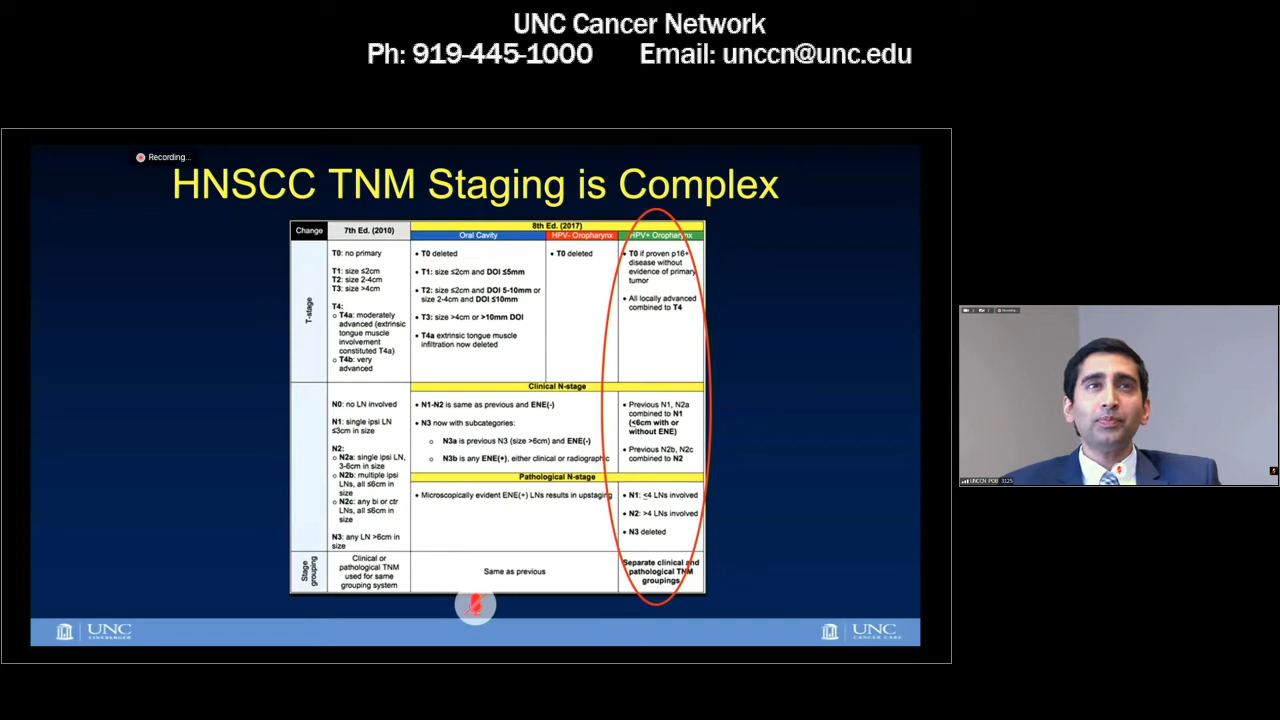 UNC Cancer Network
Ph: 919-445-1000 Email: unccn@unc.edu
Recording...
HNSCC TNM Staging is Complex
Change
7th Ed. (2010)
8th Ed. (2017)
Oral Cavity
HPV- Oropharynx
HPV+ Oropharynx
T-stage
T0: no primary
T1: size ≤2cm
T2: size 2-4cm
T3: size >4cm
T4:
○ T4a: moderately
advanced (extrinsic
tongue muscle
involvement
constituted T4a)
○ T4b: very
advanced
• T0 deleted
• T1: size ≤2cm and DOI ≤5mm
• T2: size ≤2cm and DOI 5-10mm or
size 2-4cm and DOI ≤10mm
• T3: size >4cm or >10mm DOI
• T4a extrinsic tongue muscle
infiltration now deleted
• T0 deleted
• T0 if proven p16+
disease without
evidence of primary
tumor
• All locally advanced
combined to T4
Clinical N-stage
N0: no LN involved
N1: single ipsi LN
≤3cm in size
N2:
○ N2a: single ipsi LN,
3-6cm in size
○ N2b: multiple ipsi
LNs, all ≤6cm in
size
○ N2c: any bi or ctr
LNs, all ≤6cm in
size
N3: any LN >6cm in
size
• N1-N2 is same as previous and ENE(-)
• N3 now with subcategories:
○ N3a is previous N3 (size >6cm) and ENE(-)
○ N3b is any ENE(+), either clinical or radiographic
• Previous N1, N2a
combined to N1
(<6cm with or
without ENE)
• Previous N2b, N2c
combined to N2
Pathological N-stage
• Microscopically evident ENE(+) LNs results in upstaging
• N1: ≤4 LNs involved
• N2: >4 LNs involved
• N3 deleted
Stage
grouping
Clinical or
pathological TNM
used for same
grouping system
Same as previous
Separate clinical and
pathological TNM
groupings
UNC
LINEBERGER
UNC
CANCER CARE
UNCCN POB 3125